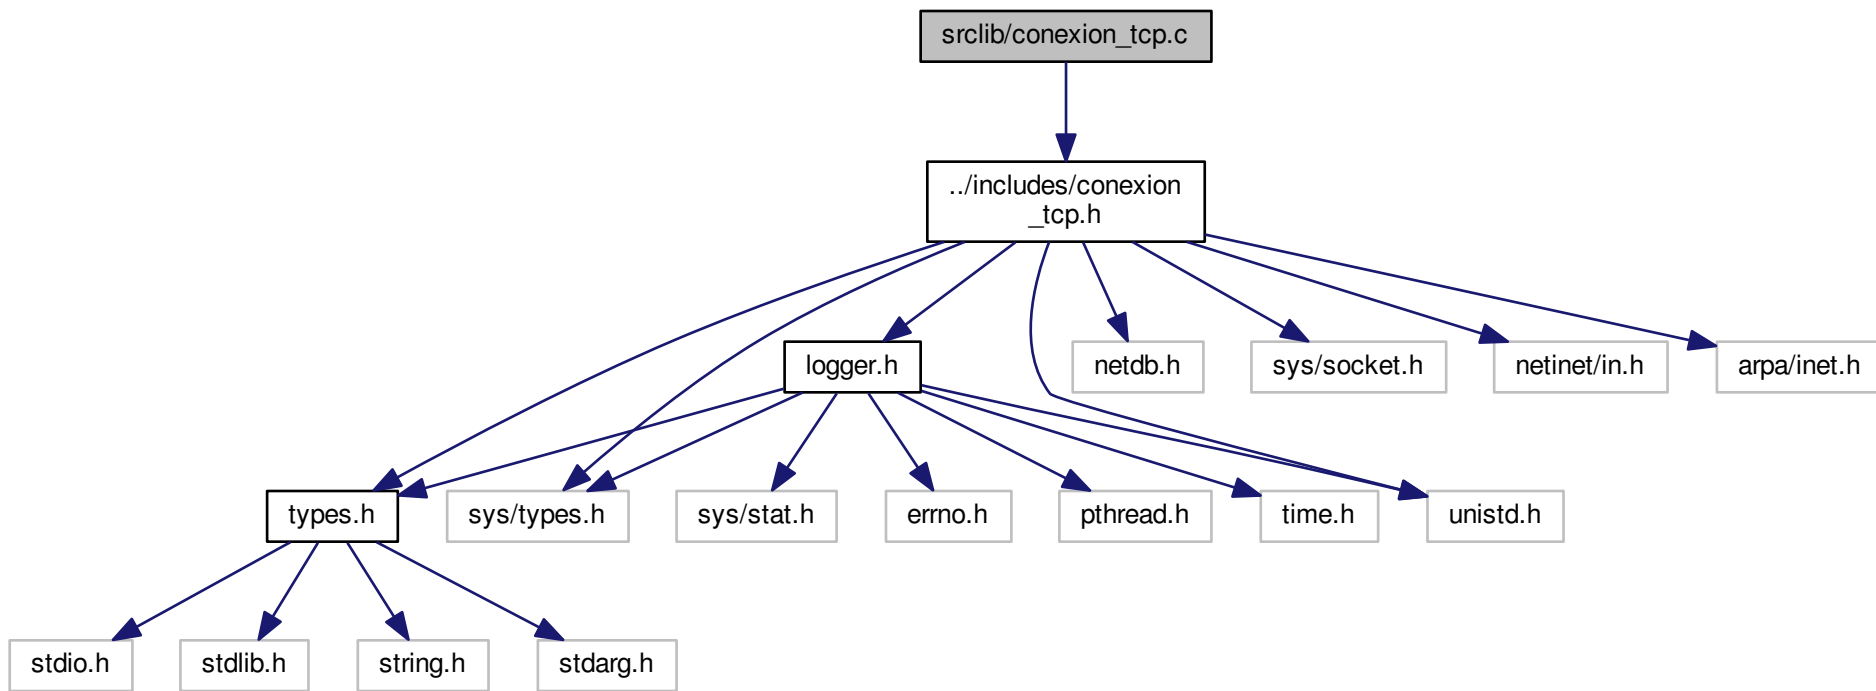 srclib/conexion_tcp.c
../includes/conexion
_tcp.h
logger.h
netdb.h
sys/socket.h
netinet/in.h
arpa/inet.h
types.h
sys/types.h
sys/stat.h
errno.h
pthread.h
time.h
unistd.h
stdio.h
stdlib.h
string.h
stdarg.h